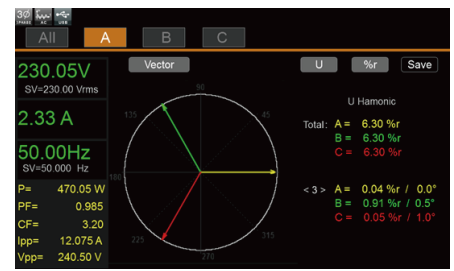 3Ø
AC
USB
All A B C
230.05V
SV=230.00 Vrms
2.33 A
50.00Hz
SV=50.000 Hz
P= 470.05 W
PF= 0.985
CF= 3.20
Ipp= 12.075 A
Vpp= 240.50 V
Vector
90
135 45
180
225 315
270
U %r Save
U Hamonic
Total: A = 6.30 %r
B = 6.30 %r
C = 6.30 %r
< 3 > A = 0.04 %r / 0.0°
B = 0.91 %r / 0.5°
C = 0.05 %r / 1.0°